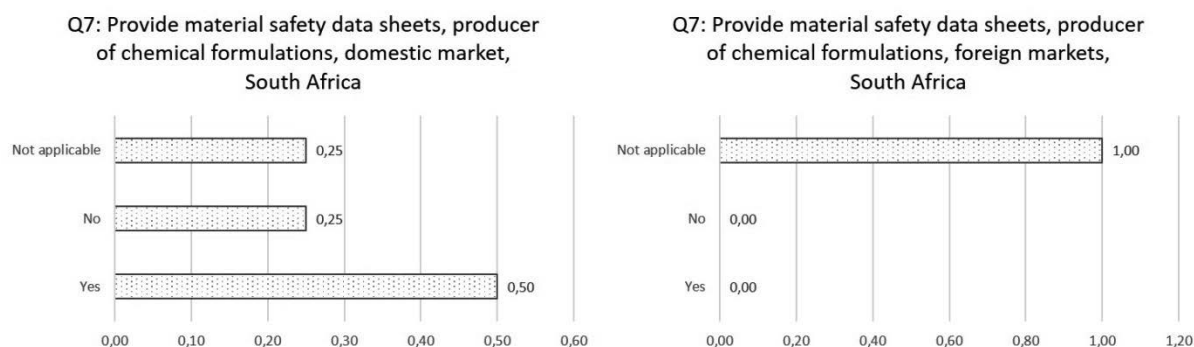 Q7: Provide material safety data sheets, producer
of chemical formulations, domestic market,
South Africa
Not applicable
0,25
No
0,25
Yes
0,50
0,00 0,10 0,20 0,30 0,40 0,50 0,60
Q7: Provide material safety data sheets, producer
of chemical formulations, foreign markets,
South Africa
Not applicable
1,00
No
0,00
Yes
0,00
0,00 0,20 0,40 0,60 0,80 1,00 1,20